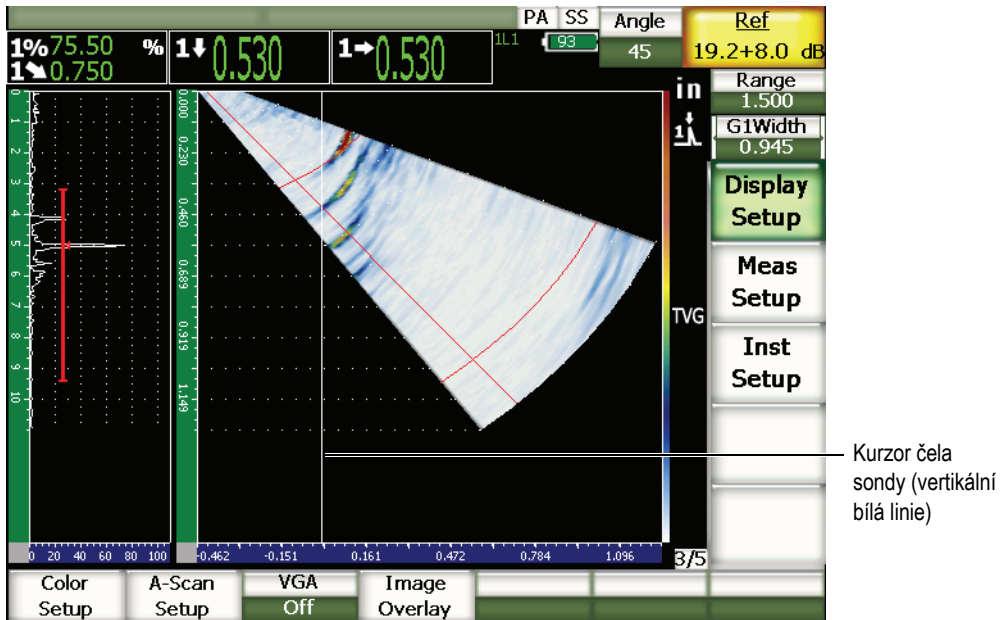 PA SS
Angle
45
Ref
19.2+8.0 dB
1% 75.50 %
1 0.750
1 0.530
1 0.530
1L1
93
in
1
Range
1.500
G1Width
0.945
Display
Setup
Meas
Setup
Inst
Setup
TVG
3/5
0
1
2
3
4
5
6
7
8
9
10
0 20 40 60 80 100
0.000
0.230
0.460
0.689
0.919
1.149
-0.462 -0.151 0.161 0.472 0.784 1.096
Kurzor čela
sondy (vertikální
bílá linie)
Color
Setup
A-Scan
Setup
VGA
Off
Image
Overlay